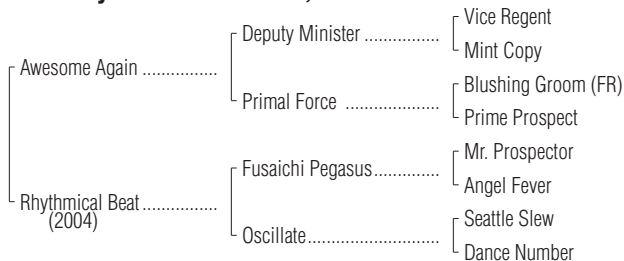 Vice Regent
Deputy Minister ................
Mint Copy
Awesome Again ................
Blushing Groom (FR)
Primal Force ....................
Prime Prospect
Mr. Prospector
Fusaichi Pegasus..............
Angel Fever
Rhythmical Beat ................
(2004)
Seattle Slew
Oscillate............................
Dance Number